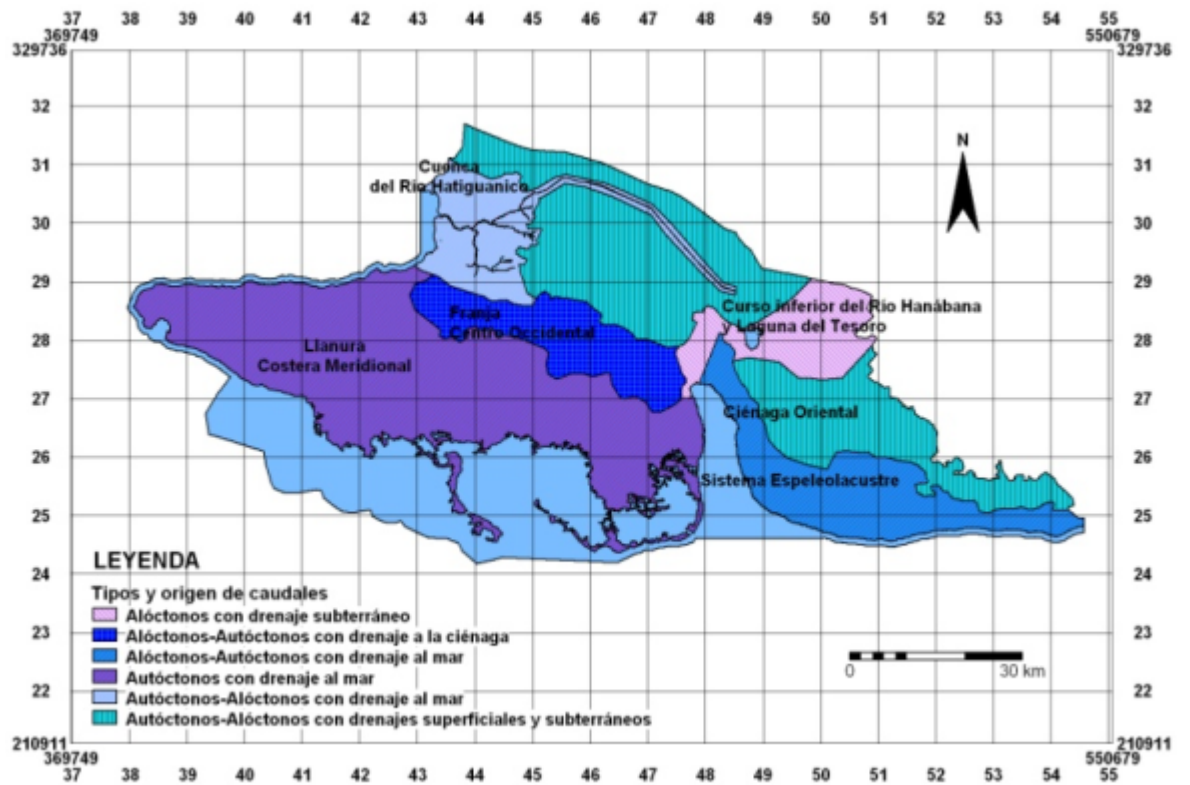 37 38 39 40 41 42 43 44 45 46 47 48 49 50 51 52 53 54 55
369749 550679
329736 329736
32 32
N
31 31
Cuenca
del Río Hatiguanico
30 30
29 29
Curso inferior del Río Hanábana
y Laguna del Tesoro
Franja
Centro Occidental
28 28
Llanura
Costera Meridional
27 27
Ciénaga Oriental
26 26
Sistema Espeleolacustre
25 25
LEYENDA
24 24
Tipos y origen de caudales
Alóctonos con drenaje subterráneo
23 23
Alóctonos-Autóctonos con drenaje a la ciénaga
Alóctonos-Autóctonos con drenaje al mar
0 30 km
Autóctonos con drenaje al mar
22 22
Autóctonos-Alóctonos con drenaje al mar
Autóctonos-Alóctonos con drenajes superficiales y subterráneos
210911 210911
369749 550679
37 38 39 40 41 42 43 44 45 46 47 48 49 50 51 52 53 54 55